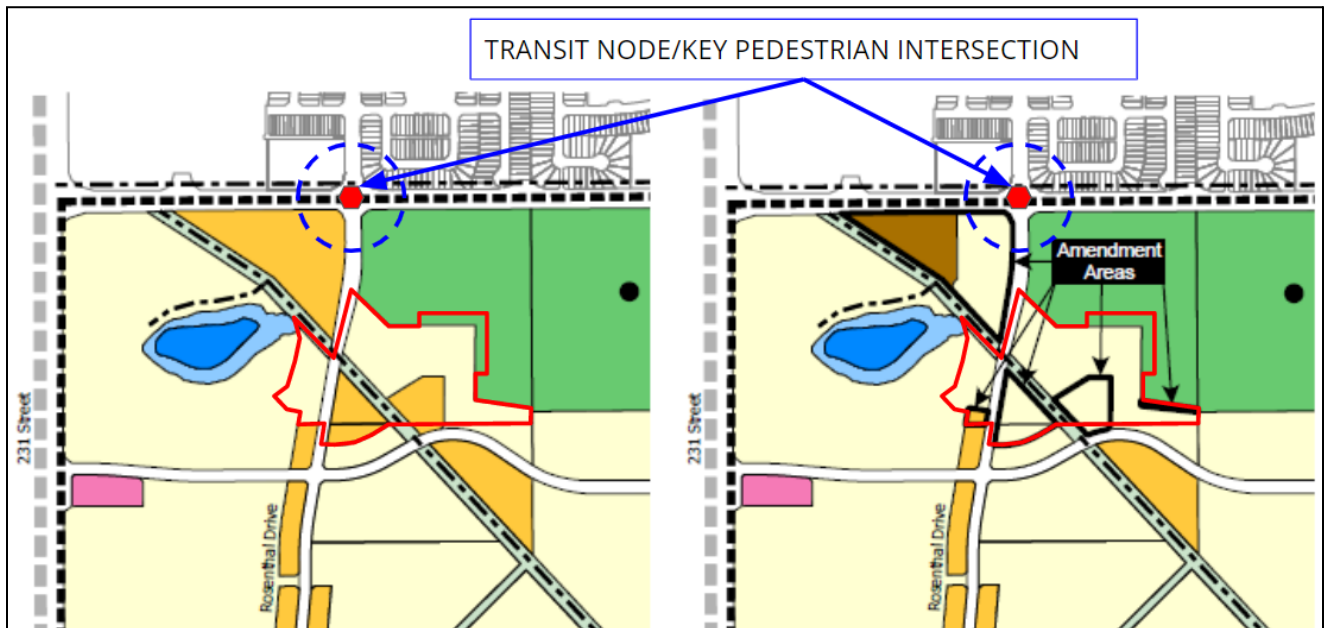 TRANSIT NODE/KEY PEDESTRIAN INTERSECTION
Amendment
Areas
231 Street
Rosenthal Drive
231 Street
Rosenthal Drive